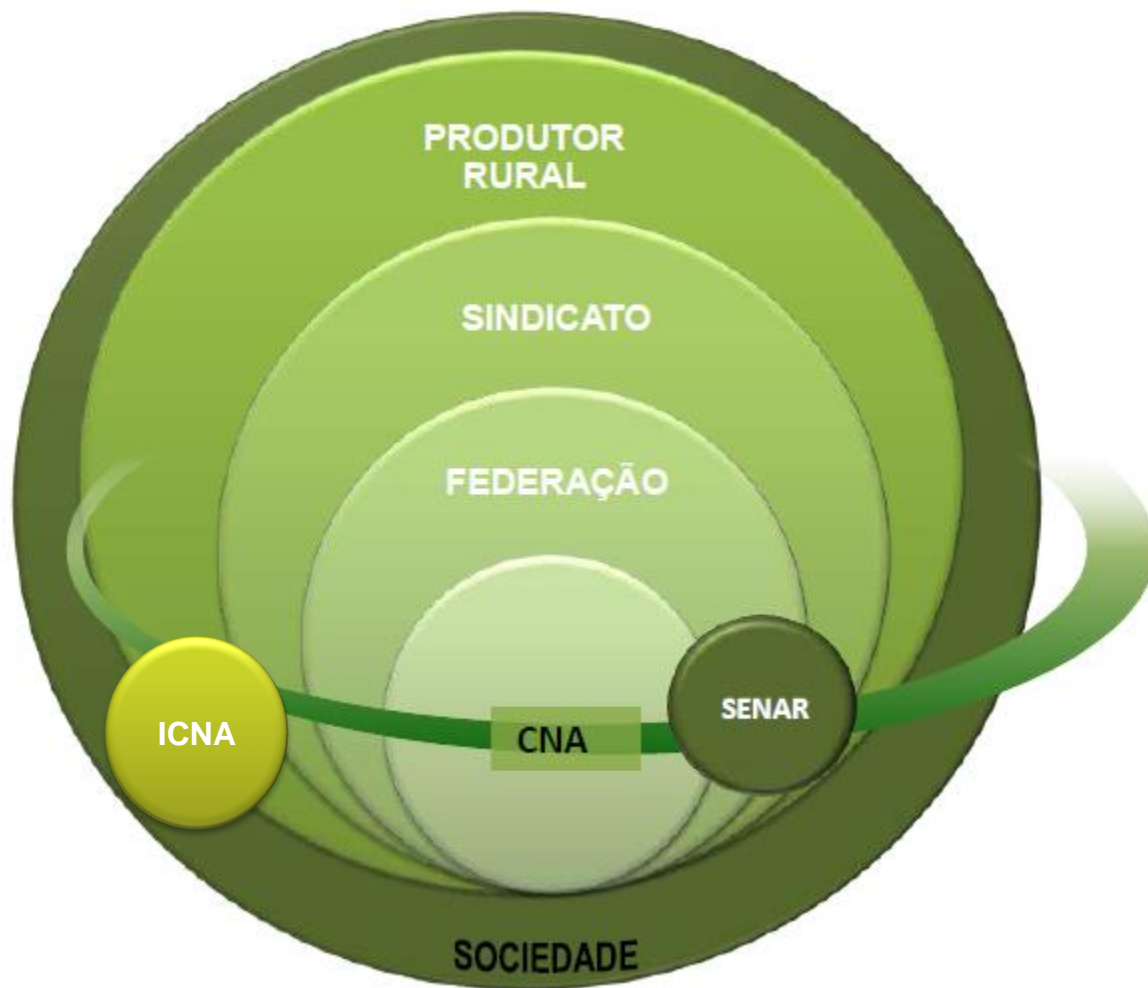 PRODUTOR
RURAL
SINDICATO
FEDERAÇÃO
ICNA
CNA
SENAR
SOCIEDADE